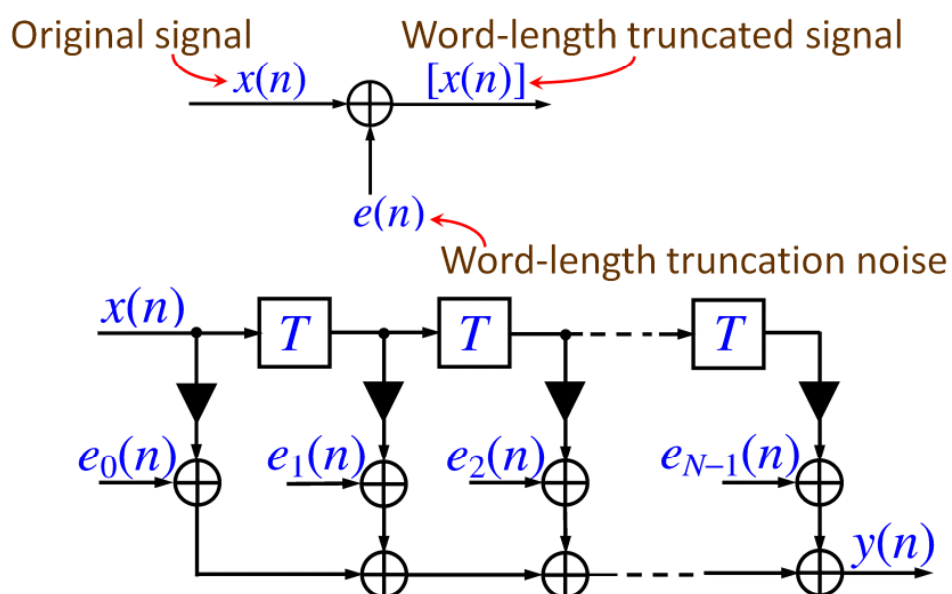 Original signal
Word-length truncated signal
x(n)
[x(n)]
e(n)
Word-length truncation noise
x(n)
T
T
T
e₀(n)
e₁(n)
e₂(n)
eₙ₋₁(n)
y(n)